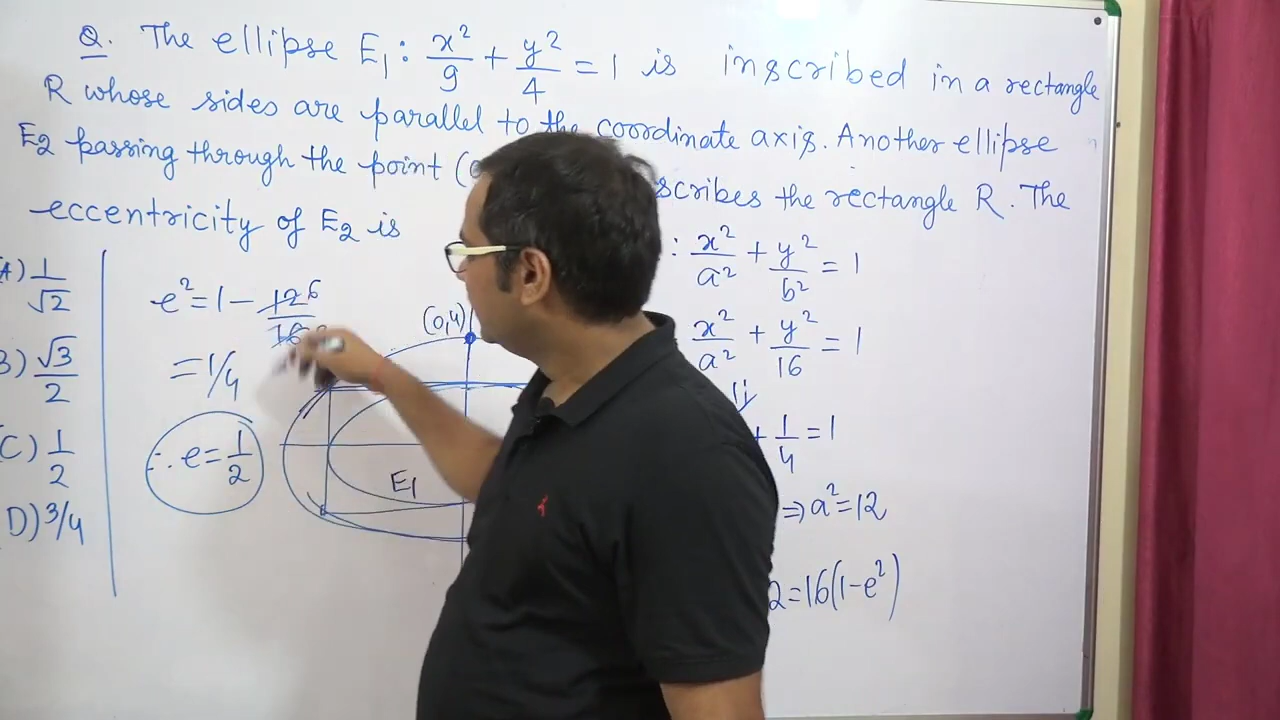 Q. The ellipse E₁ : x²/9 + y²/4 = 1 is inscribed in a rectangle
R whose sides are parallel to the coordinate axis. Another ellipse
E₂ passing through the point ( scribes the rectangle R. The
eccentricity of E₂ is
A) 1/√2
B) √3/2
C) 1/2
D) 3/4
e² = 1 - 12 6/16
= 1/4
∴ e = 1/2
(0,4)
E₁
: x²/a² + y²/b² = 1
x²/a² + y²/16 = 1
+ 1/4 = 1
⇒ a² = 12
2 = 16(1-e²)